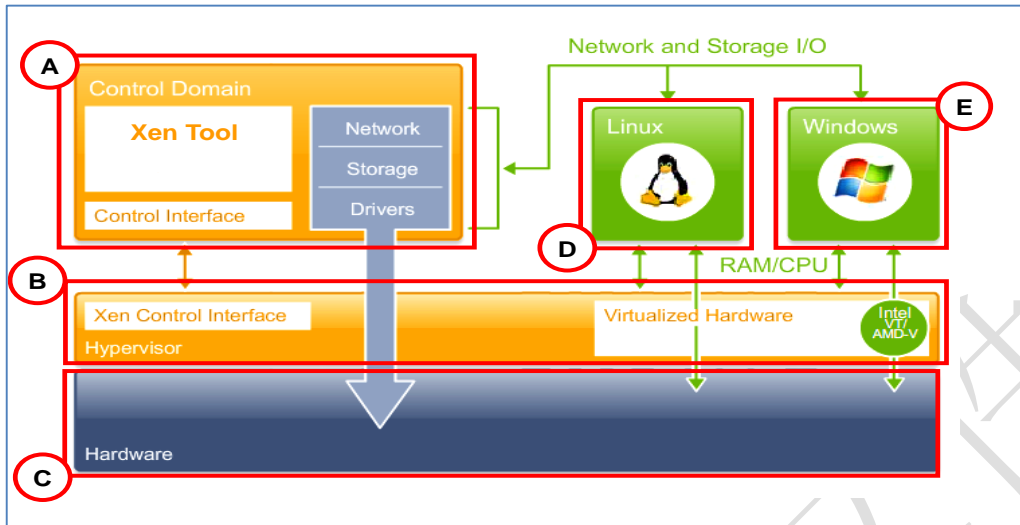 Network and Storage I/O
A
Control Domain
Xen Tool
Control Interface
Network
Storage
Drivers
Linux
D
Windows
E
RAM/CPU
B
Xen Control Interface
Hypervisor
Virtualized Hardware
Intel
VT/
AMD-V
Hardware
C